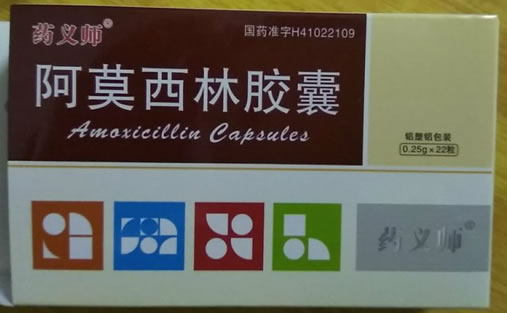 药义师®
国药准字H41022109
阿莫西林胶囊
Amoxicillin Capsules
铝塑铝包装
0.25g×22粒
药义师®